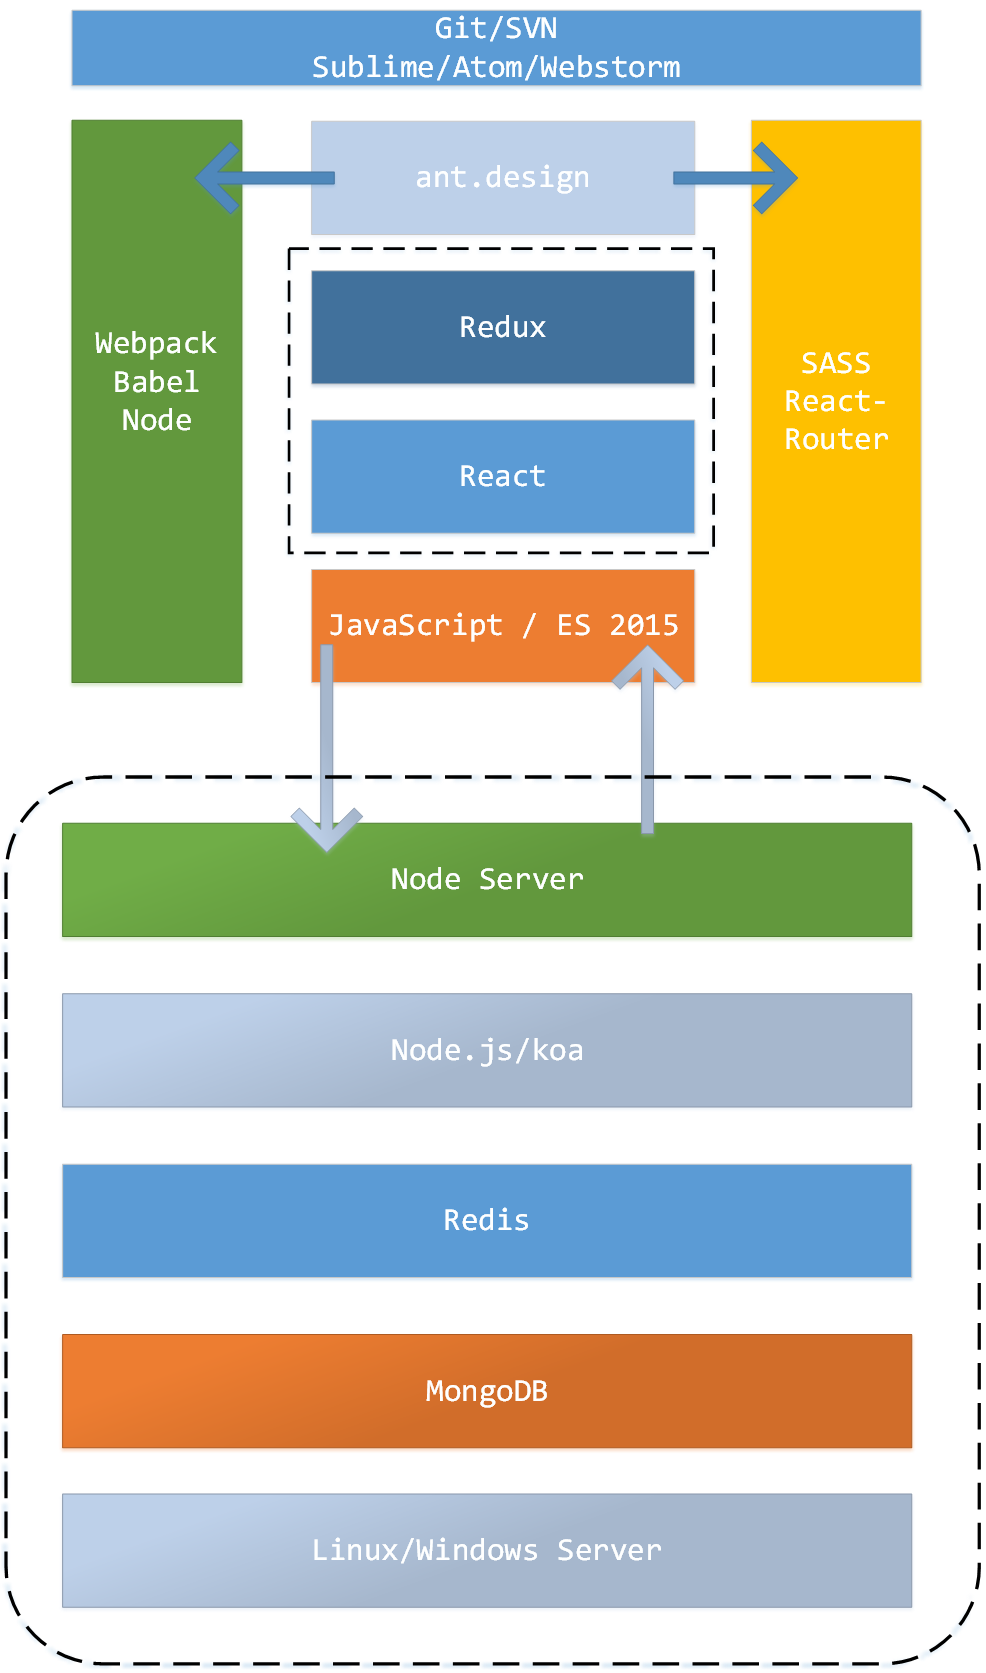 Git/SVN
Sublime/Atom/Webstorm
ant.design
Webpack
Babel
Node
Redux
React
SASS
React-
Router
JavaScript / ES 2015
Node Server
Node.js/koa
Redis
MongoDB
Linux/Windows Server